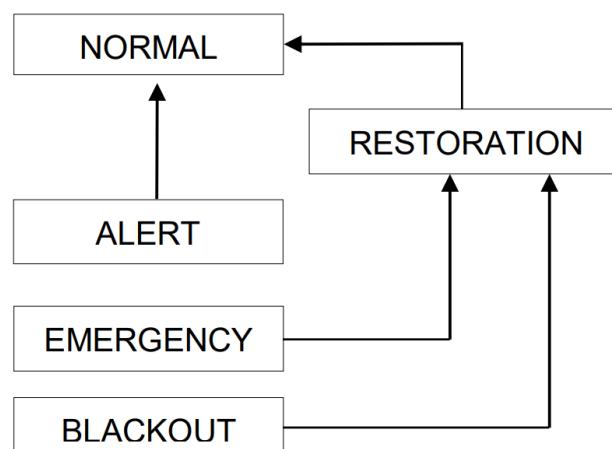 NORMAL
RESTORATION
ALERT
EMERGENCY
BLACKOUT